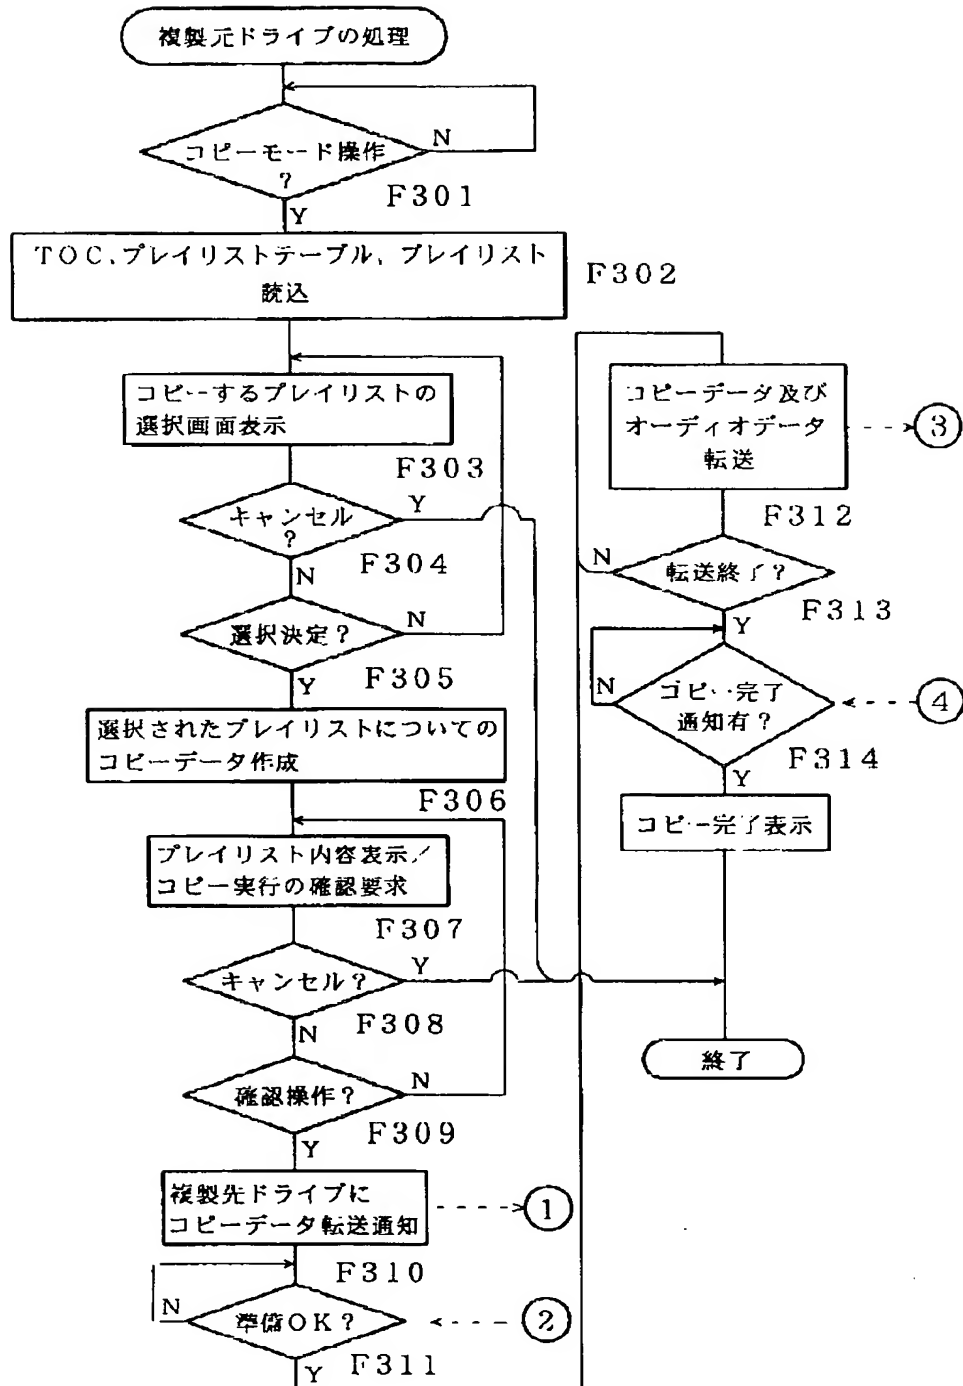 複製元ドライブの処理
N
コピーモード操作
?
F301
Y
TOC、プレイリストテーブル、プレイリスト
読込
F302
コピーするプレイリストの
選択画面表示
F303
キャンセル
?
Y
F304
N
選択決定?
N
F305
Y
選択されたプレイリストについての
コピーデータ作成
F306
プレイリスト内容表示/
コピー実行の確認要求
F307
キャンセル?
Y
F308
N
確認操作?
N
F309
Y
複製先ドライブに
コピーデータ転送通知
①
F310
N
準備OK?
②
F311
Y
コピーデータ及び
オーディオデータ
転送
③
F312
N
転送終了?
F313
Y
N
コピー完了
通知有?
④
F314
Y
コピー完了表示
終了